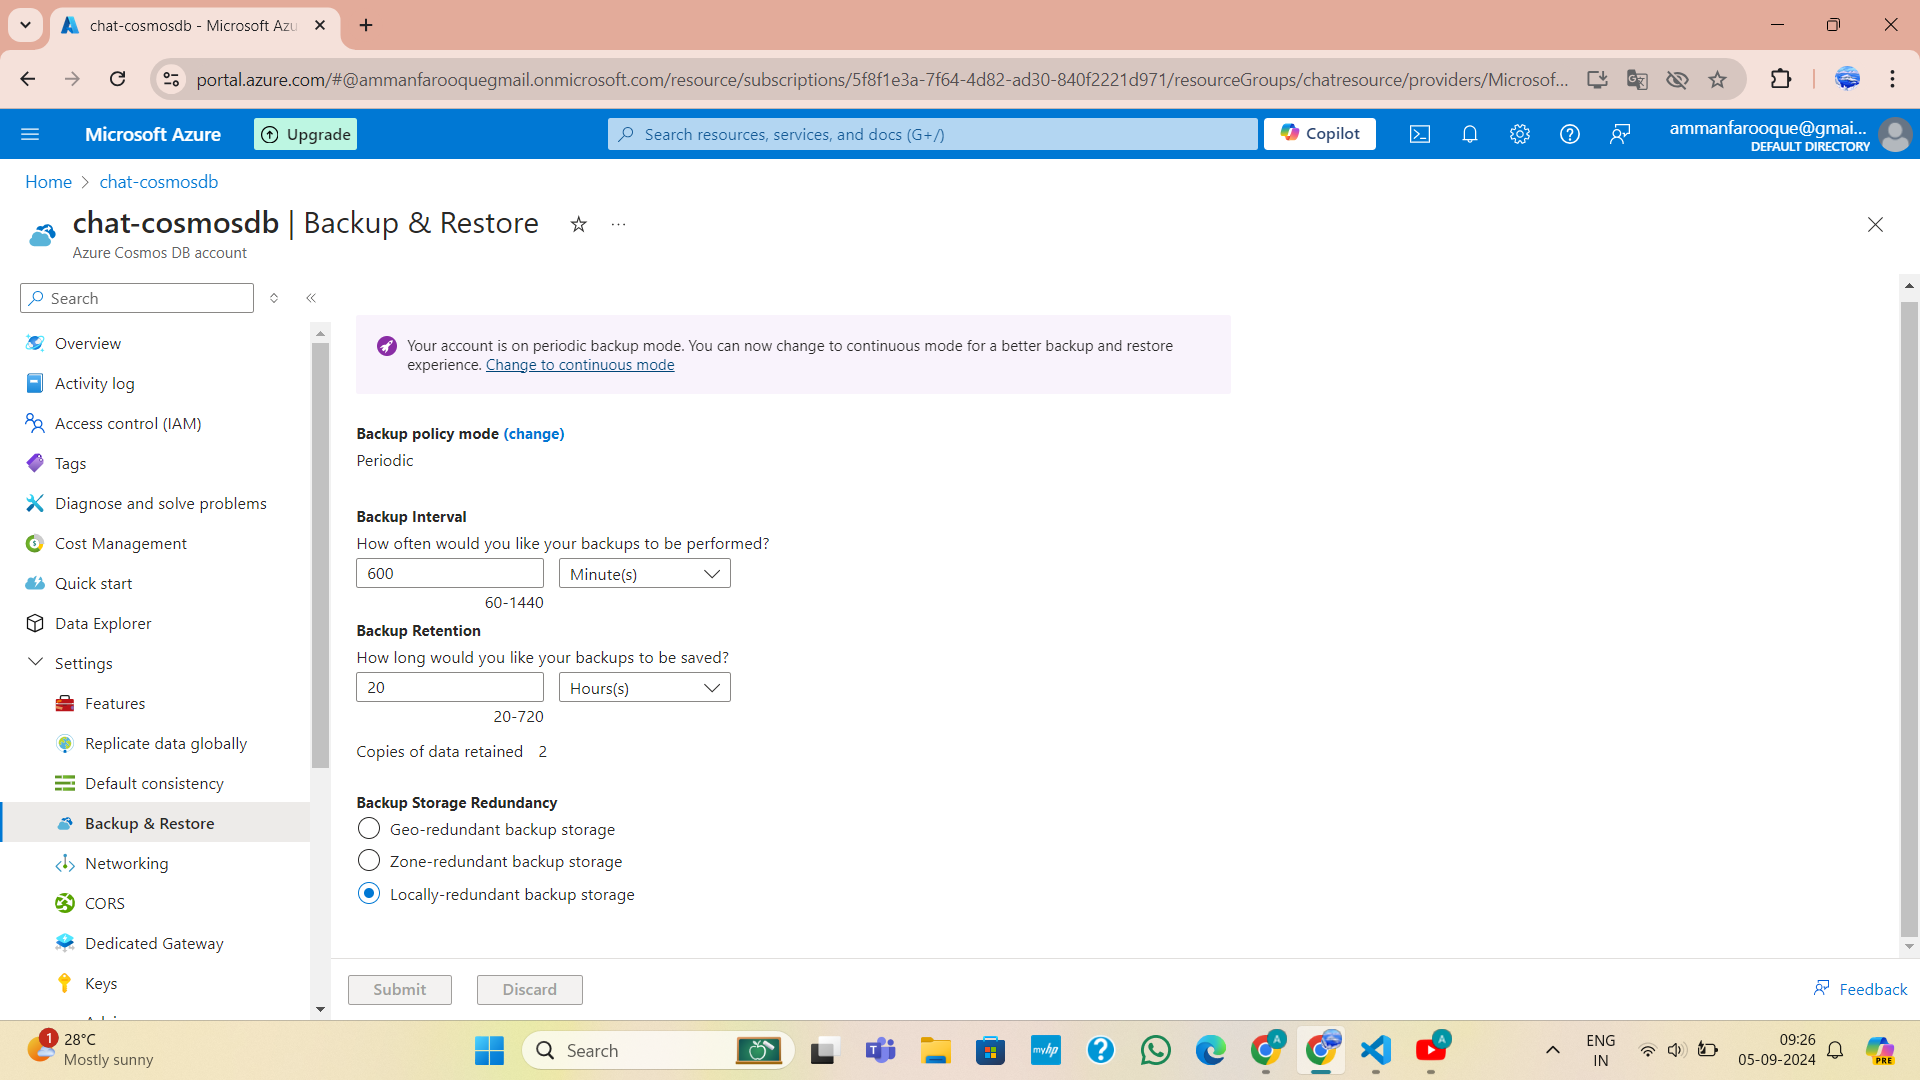 chat-cosmosdb - Microsoft Azu
portal.azure.com/#@ammanfarooquegmail.onmicrosoft.com/resource/subscriptions/5f8f1e3a-7f64-4d82-ad30-840f2221d971/resourceGroups/chatresource/providers/Microsof...
Microsoft Azure
Upgrade
Search resources, services, and docs (G+/)
Copilot
ammanfarooque@gmai...
DEFAULT DIRECTORY
Home > chat-cosmosdb
chat-cosmosdb | Backup & Restore
Azure Cosmos DB account
Search
Overview
Activity log
Access control (IAM)
Tags
Diagnose and solve problems
Cost Management
Quick start
Data Explorer
Settings
Features
Replicate data globally
Default consistency
Backup & Restore
Networking
CORS
Dedicated Gateway
Keys
Your account is on periodic backup mode. You can now change to continuous mode for a better backup and restore
experience. Change to continuous mode
Backup policy mode (change)
Periodic
Backup Interval
How often would you like your backups to be performed?
600 Minute(s)
60-1440
Backup Retention
How long would you like your backups to be saved?
20 Hours(s)
20-720
Copies of data retained 2
Backup Storage Redundancy
Geo-redundant backup storage
Zone-redundant backup storage
Locally-redundant backup storage
Submit Discard
Feedback
1
28°C
Mostly sunny
Search
myhp
A
A
ENG
IN
09:26
05-09-2024
PRE